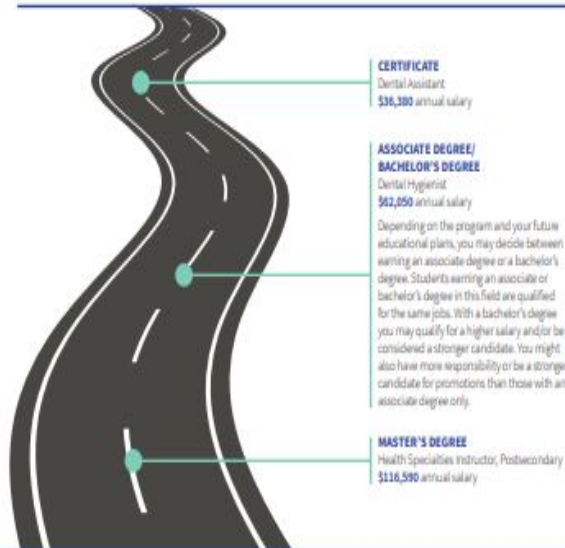 CERTIFICATE
Dental Assistant
$36,380 annual salary
ASSOCIATE DEGREE/
BACHELOR'S DEGREE
Dental Hygienist
$62,050 annual salary
Depending on the program and your future
educational plans, you may decide between
earning an associate degree or a bachelor's
degree. Students earning an associate or
bachelor's degree in this field are qualified
for the same jobs. With a bachelor's degree
you may qualify for a higher salary and/or be
considered a stronger candidate. You might
also have more responsibility or be a stronger
candidate for promotions than those with an
associate degree only.
MASTER'S DEGREE
Health Specialties Instructor, Postsecondary
$116,590 annual salary